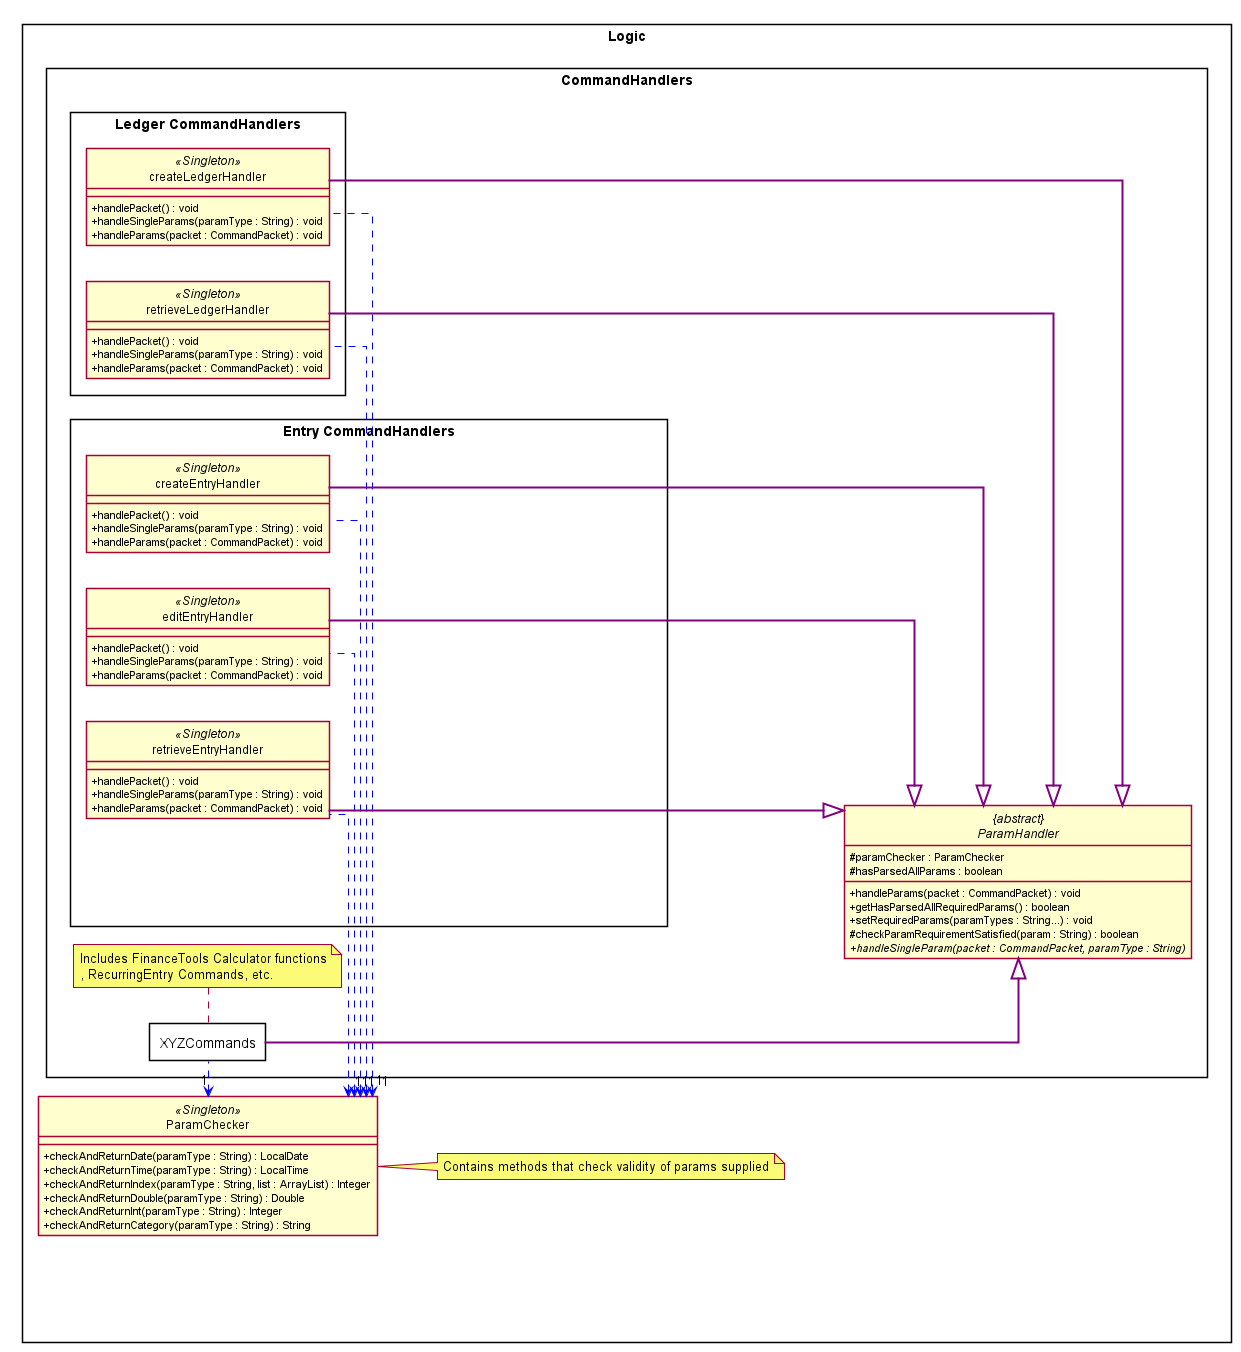 Logic
CommandHandlers
Ledger CommandHandlers
«Singleton»
createLedgerHandler
+handlePacket() : void
+handleSingleParams(paramType : String) : void
+handleParams(packet : CommandPacket) : void
«Singleton»
retrieveLedgerHandler
+handlePacket() : void
+handleSingleParams(paramType : String) : void
+handleParams(packet : CommandPacket) : void
Entry CommandHandlers
«Singleton»
createEntryHandler
+handlePacket() : void
+handleSingleParams(paramType : String) : void
+handleParams(packet : CommandPacket) : void
«Singleton»
editEntryHandler
+handlePacket() : void
+handleSingleParams(paramType : String) : void
+handleParams(packet : CommandPacket) : void
«Singleton»
retrieveEntryHandler
+handlePacket() : void
+handleSingleParams(paramType : String) : void
+handleParams(packet : CommandPacket) : void
{abstract}
ParamHandler
#paramChecker : ParamChecker
#hasParsedAllParams : boolean
+handleParams(packet : CommandPacket) : void
+getHasParsedAllRequiredParams() : boolean
+setRequiredParams(paramTypes : String...) : void
#checkParamRequirementSatisfied(param : String) : boolean
+handleSingleParam(packet : CommandPacket, paramType : String)
Includes FinanceTools Calculator functions
, RecurringEntry Commands, etc.
XYZCommands
1 1 1 1 1 1
«Singleton»
ParamChecker
+checkAndReturnDate(paramType : String) : LocalDate
+checkAndReturnTime(paramType : String) : LocalTime
+checkAndReturnIndex(paramType : String, list : ArrayList) : Integer
+checkAndReturnDouble(paramType : String) : Double
+checkAndReturnInt(paramType : String) : Integer
+checkAndReturnCategory(paramType : String) : String
Contains methods that check validity of params supplied